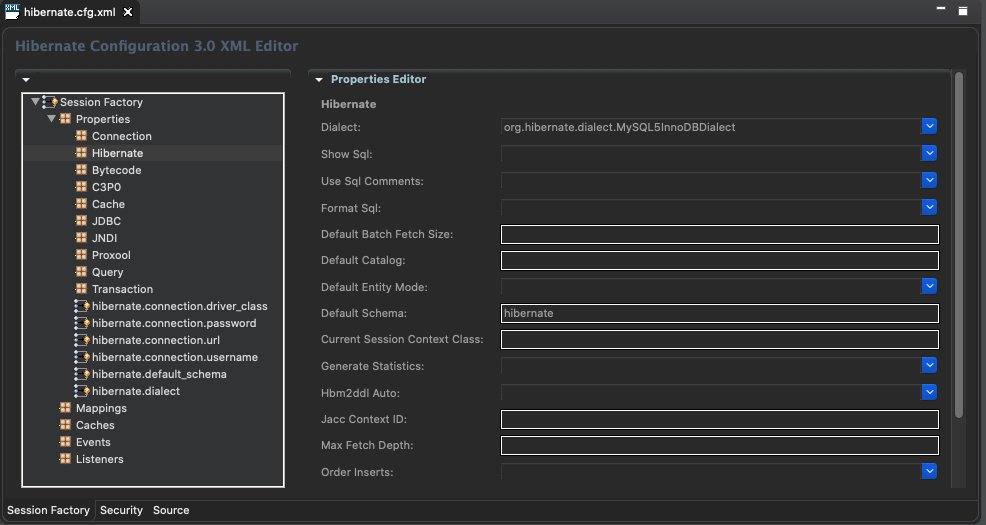 XML
hibernate.cfg.xml
Hibernate Configuration 3.0 XML Editor
Session Factory
Properties
Connection
Hibernate
Bytecode
C3P0
Cache
JDBC
JNDI
Proxool
Query
Transaction
hibernate.connection.driver_class
hibernate.connection.password
hibernate.connection.url
hibernate.connection.username
hibernate.default_schema
hibernate.dialect
Mappings
Caches
Events
Listeners
Properties Editor
Hibernate
Dialect: org.hibernate.dialect.MySQL5InnoDBDialect
Show Sql:
Use Sql Comments:
Format Sql:
Default Batch Fetch Size:
Default Catalog:
Default Entity Mode:
Default Schema: hibernate
Current Session Context Class:
Generate Statistics:
Hbm2ddl Auto:
Jacc Context ID:
Max Fetch Depth:
Order Inserts:
Session Factory Security Source